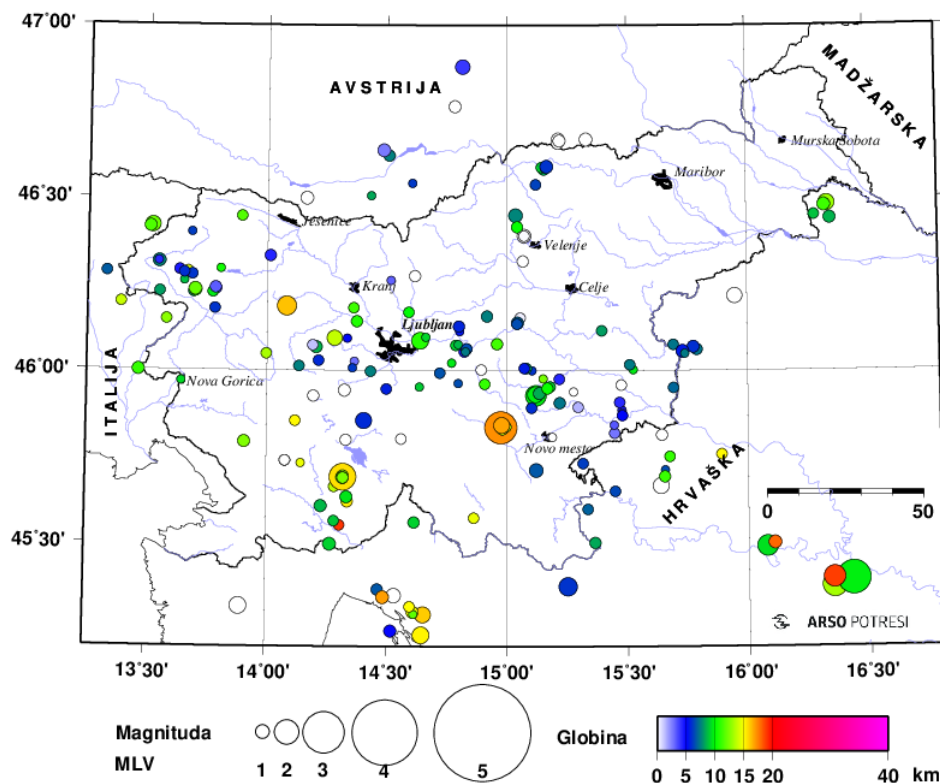 47˚00'
46˚30'
46˚00'
45˚30'
AVSTRIJA
MADŽARSKA
Murska Sobota
Maribor
Jesenice
Velenje
Kranj
Celje
Ljubljana
ITALIJA
Nova Gorica
Novo mesto
HRVAŠKA
0 50
ARSO POTRESI
13˚30' 14˚00' 14˚30' 15˚00' 15˚30' 16˚00' 16˚30'
Magnituda
MLV
1 2 3 4 5
Globina
0 5 10 15 20 40 km